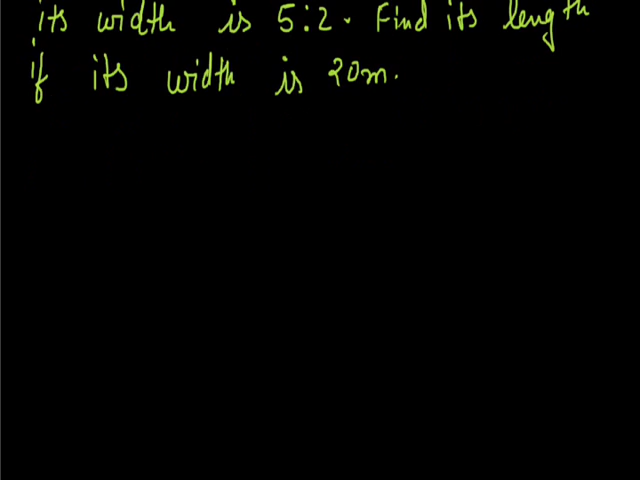 its width is 5:2. Find its length
if its width is 20m.